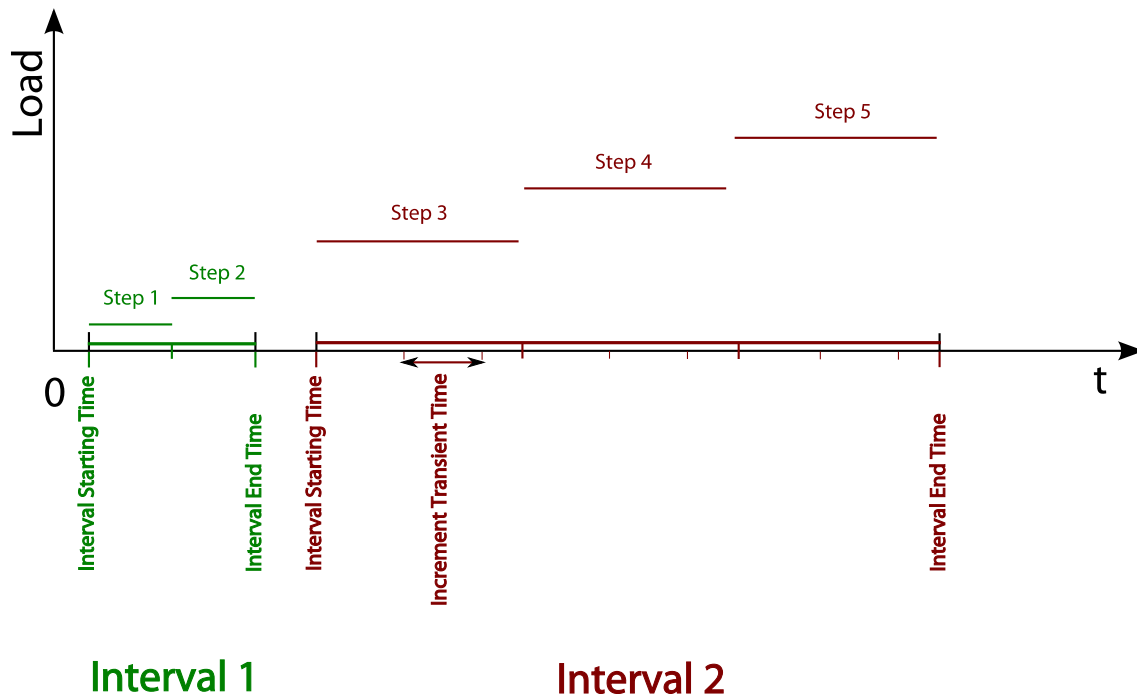 Load
Step 5
Step 4
Step 3
Step 2
Step 1
0
t
Interval Starting Time
Interval End Time
Interval Starting Time
Increment Transient Time
Interval End Time
Interval 1
Interval 2